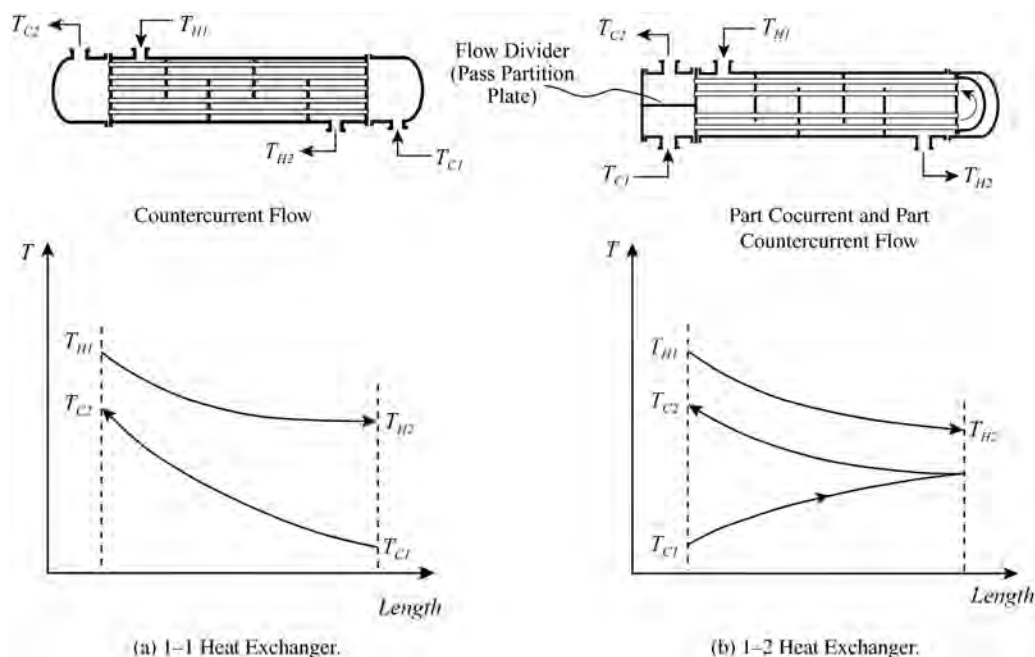 T_C2
T_H1
T_H2
T_C1
Countercurrent Flow
Flow Divider
(Pass Partition
Plate)
T_C2
T_H1
T_C1
T_H2
Part Cocurrent and Part
Countercurrent Flow
T
T_H1
T_C2
T_H2
T_C1
Length
(a) 1–1 Heat Exchanger.
T
T_H1
T_C2
T_H2
T_C1
Length
(b) 1–2 Heat Exchanger.